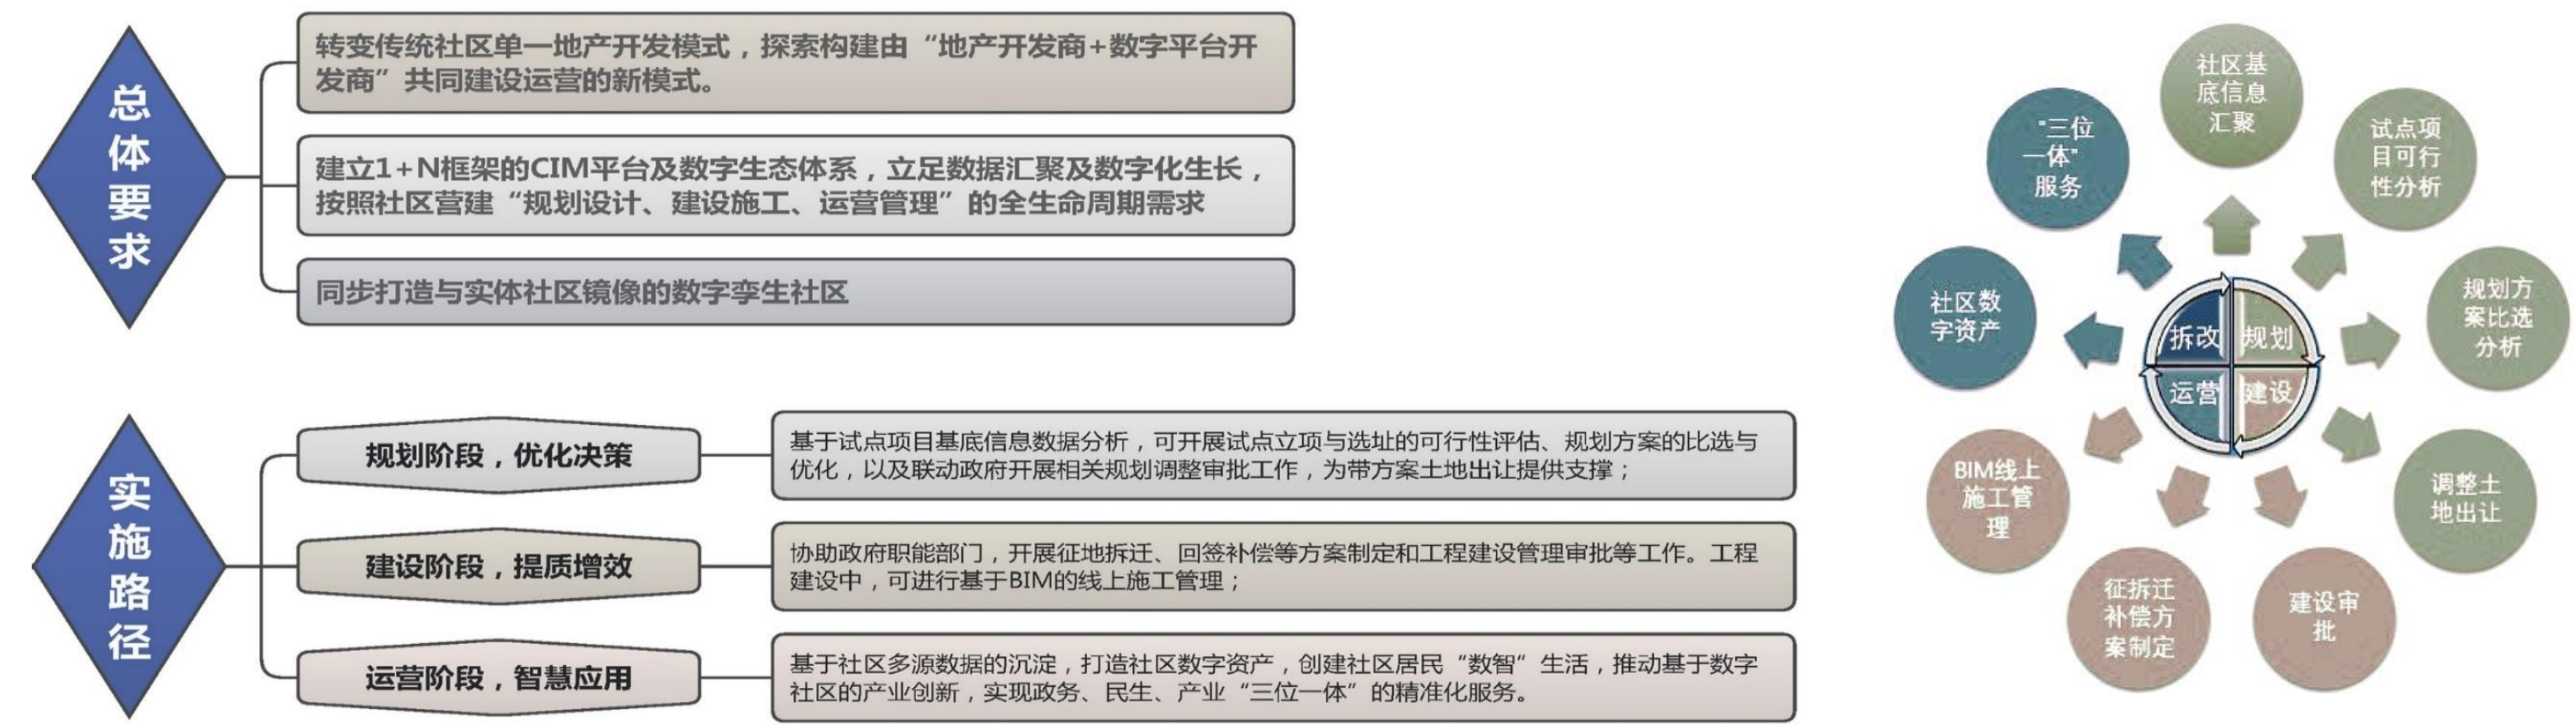 总体要求
转变传统社区单一地产开发模式，探索构建由“地产开发商+数字平台开
发商”共同建设运营的新模式。
建立1+N框架的CIM平台及数字生态体系，立足数据汇聚及数字化生长，
按照社区营建“规划设计、建设施工、运营管理”的全生命周期需求
同步打造与实体社区镜像的数字孪生社区
实施路径
规划阶段，优化决策
基于试点项目基底信息数据分析，可开展试点立项与选址的可行性评估、规划方案的比选与
优化，以及联动政府开展相关规划调整审批工作，为带方案土地出让提供支撑；
建设阶段，提质增效
协助政府职能部门，开展征地拆迁、回签补偿等方案制定和工程建设管理审批等工作。工程
建设中，可进行基于BIM的线上施工管理；
运营阶段，智慧应用
基于社区多源数据的沉淀，打造社区数字资产，创建社区居民“数智”生活，推动基于数字
社区的产业创新，实现政务、民生、产业“三位一体”的精准化服务。
社区基
底信息
汇聚
试点项
目可行
性分析
规划方
案比选
分析
调整土
地出让
建设审
批
征拆迁
补偿方
案制定
BIM线上
施工管
理
社区数
字资产
"三位
一体"
服务
拆改
规划
运营
建设